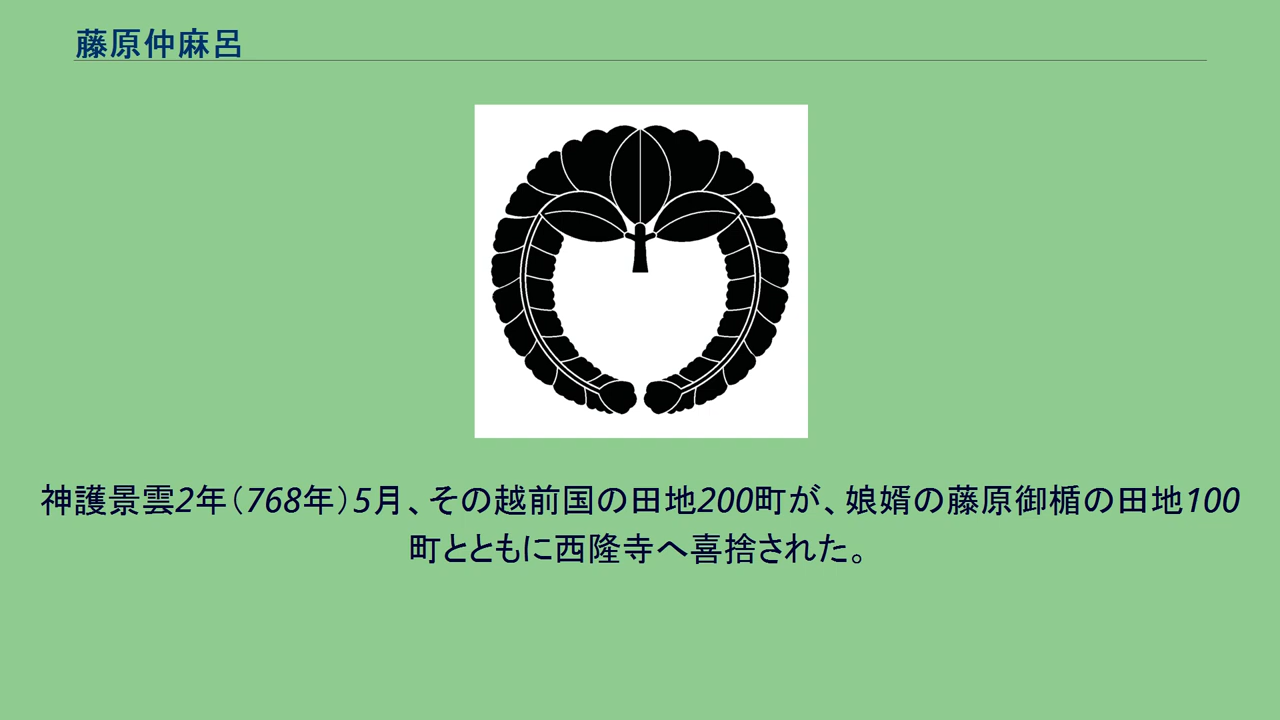 藤原仲麻呂
神護景雲2年（768年）5月、その越前国の田地200町が、娘婿の藤原御楯の田地100
町とともに西隆寺へ喜捨された。